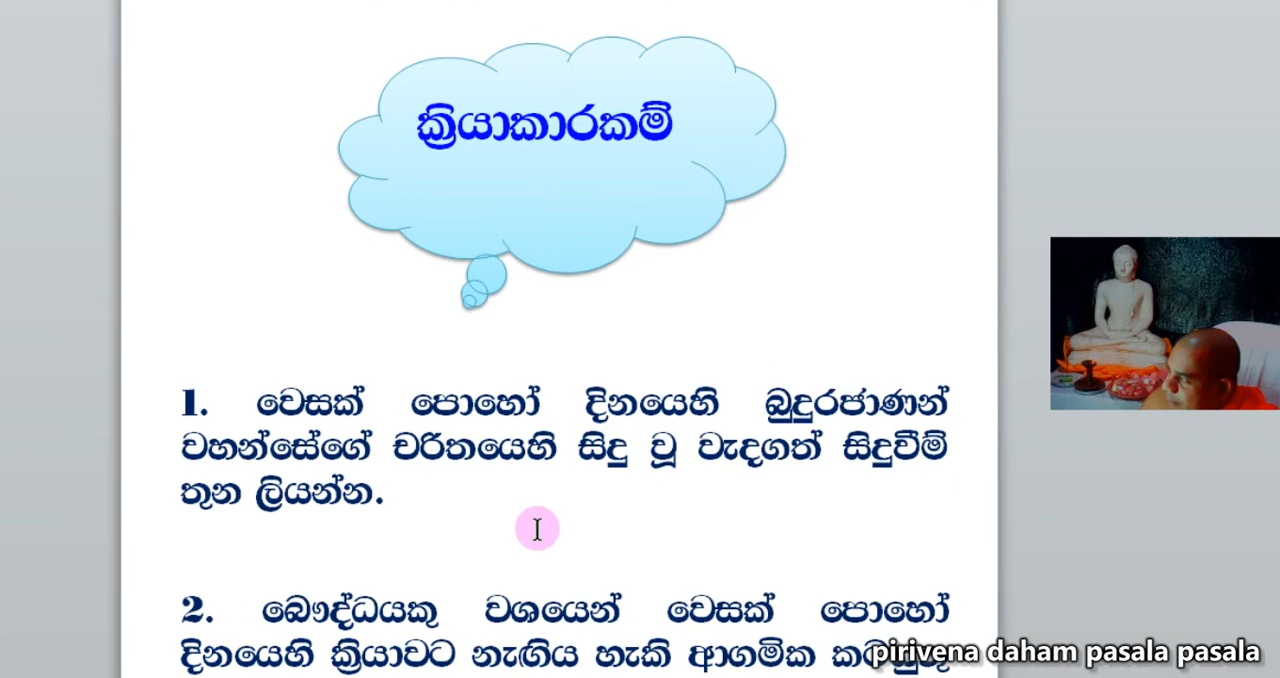 ක්‍රියාකාරකම්
1. වෙසක් පොහෝ දිනයෙහි බුදුරජාණන්
වහන්සේගේ චරිතයෙහි සිදු වූ වැදගත් සිදුවීම්
තුන ලියන්න.
2. බෞද්ධයකු වශයෙන් වෙසක් පොහෝ
දිනයෙහි ක්‍රියාවට නැඟිය හැකි ආගමික
pirivena daham pasala pasala